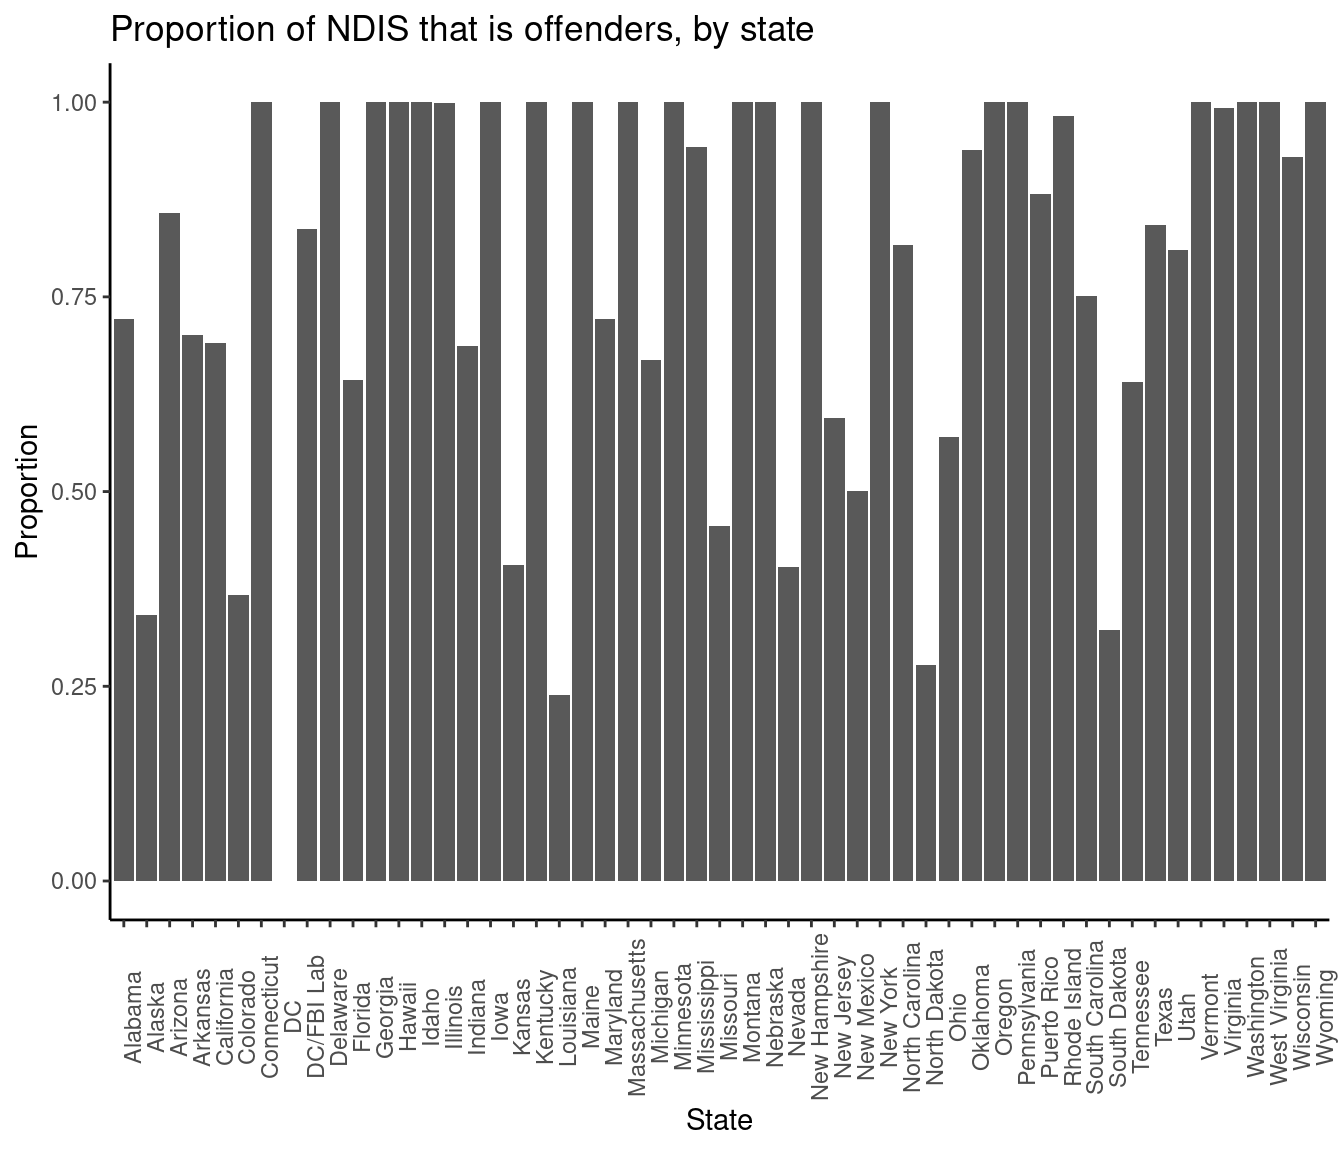 Proportion of NDIS that is offenders, by state
1.00
0.75
0.50
0.25
0.00
Proportion
Alabama
Alaska
Arizona
Arkansas
California
Colorado
Connecticut
DC
DC/FBI Lab
Delaware
Florida
Georgia
Hawaii
Idaho
Illinois
Indiana
Iowa
Kansas
Kentucky
Louisiana
Maine
Maryland
Massachusetts
Michigan
Minnesota
Mississippi
Missouri
Montana
Nebraska
Nevada
New Hampshire
New Jersey
New Mexico
New York
North Carolina
North Dakota
Ohio
Oklahoma
Oregon
Pennsylvania
Puerto Rico
Rhode Island
South Carolina
South Dakota
Tennessee
Texas
Utah
Vermont
Virginia
Washington
West Virginia
Wisconsin
Wyoming
State